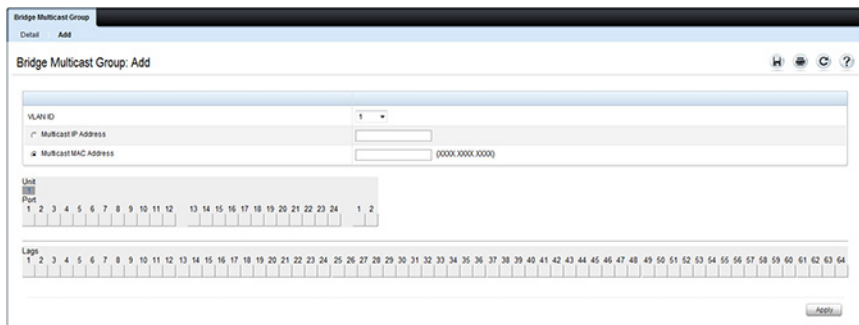 Bridge Multicast Group
Detail Add
Bridge Multicast Group: Add
VLAN ID 1
Multicast IP Address
Multicast MAC Address (XXXX.XXXX.XXXX)
Unit
1
Port
1 2 3 4 5 6 7 8 9 10 11 12 13 14 15 16 17 18 19 20 21 22 23 24 1 2
Lags
1 2 3 4 5 6 7 8 9 10 11 12 13 14 15 16 17 18 19 20 21 22 23 24 25 26 27 28 29 30 31 32 33 34 35 36 37 38 39 40 41 42 43 44 45 46 47 48 49 50 51 52 53 54 55 56 57 58 59 60 61 62 63 64
Apply